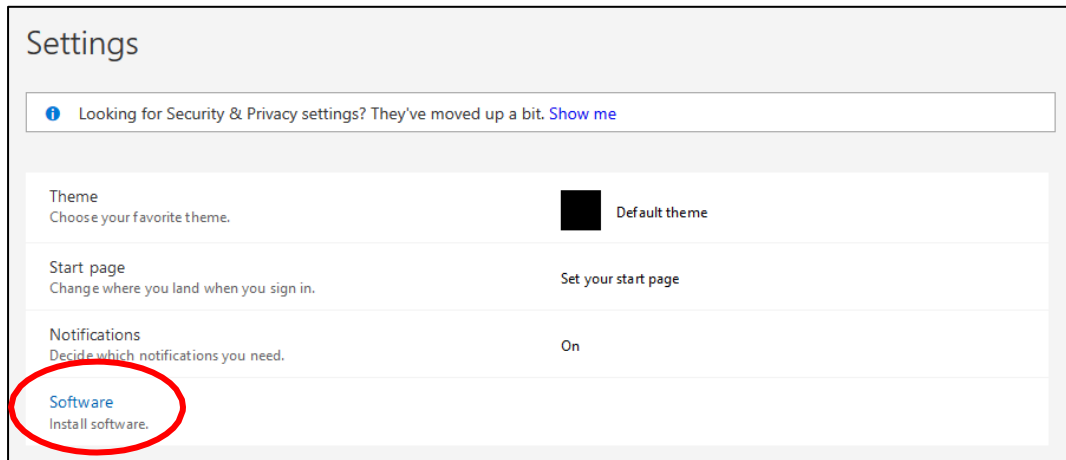 Settings
Looking for Security & Privacy settings? They've moved up a bit. Show me
Theme
Choose your favorite theme.
Default theme
Start page
Change where you land when you sign in.
Set your start page
Notifications
Decide which notifications you need.
On
Software
Install software.